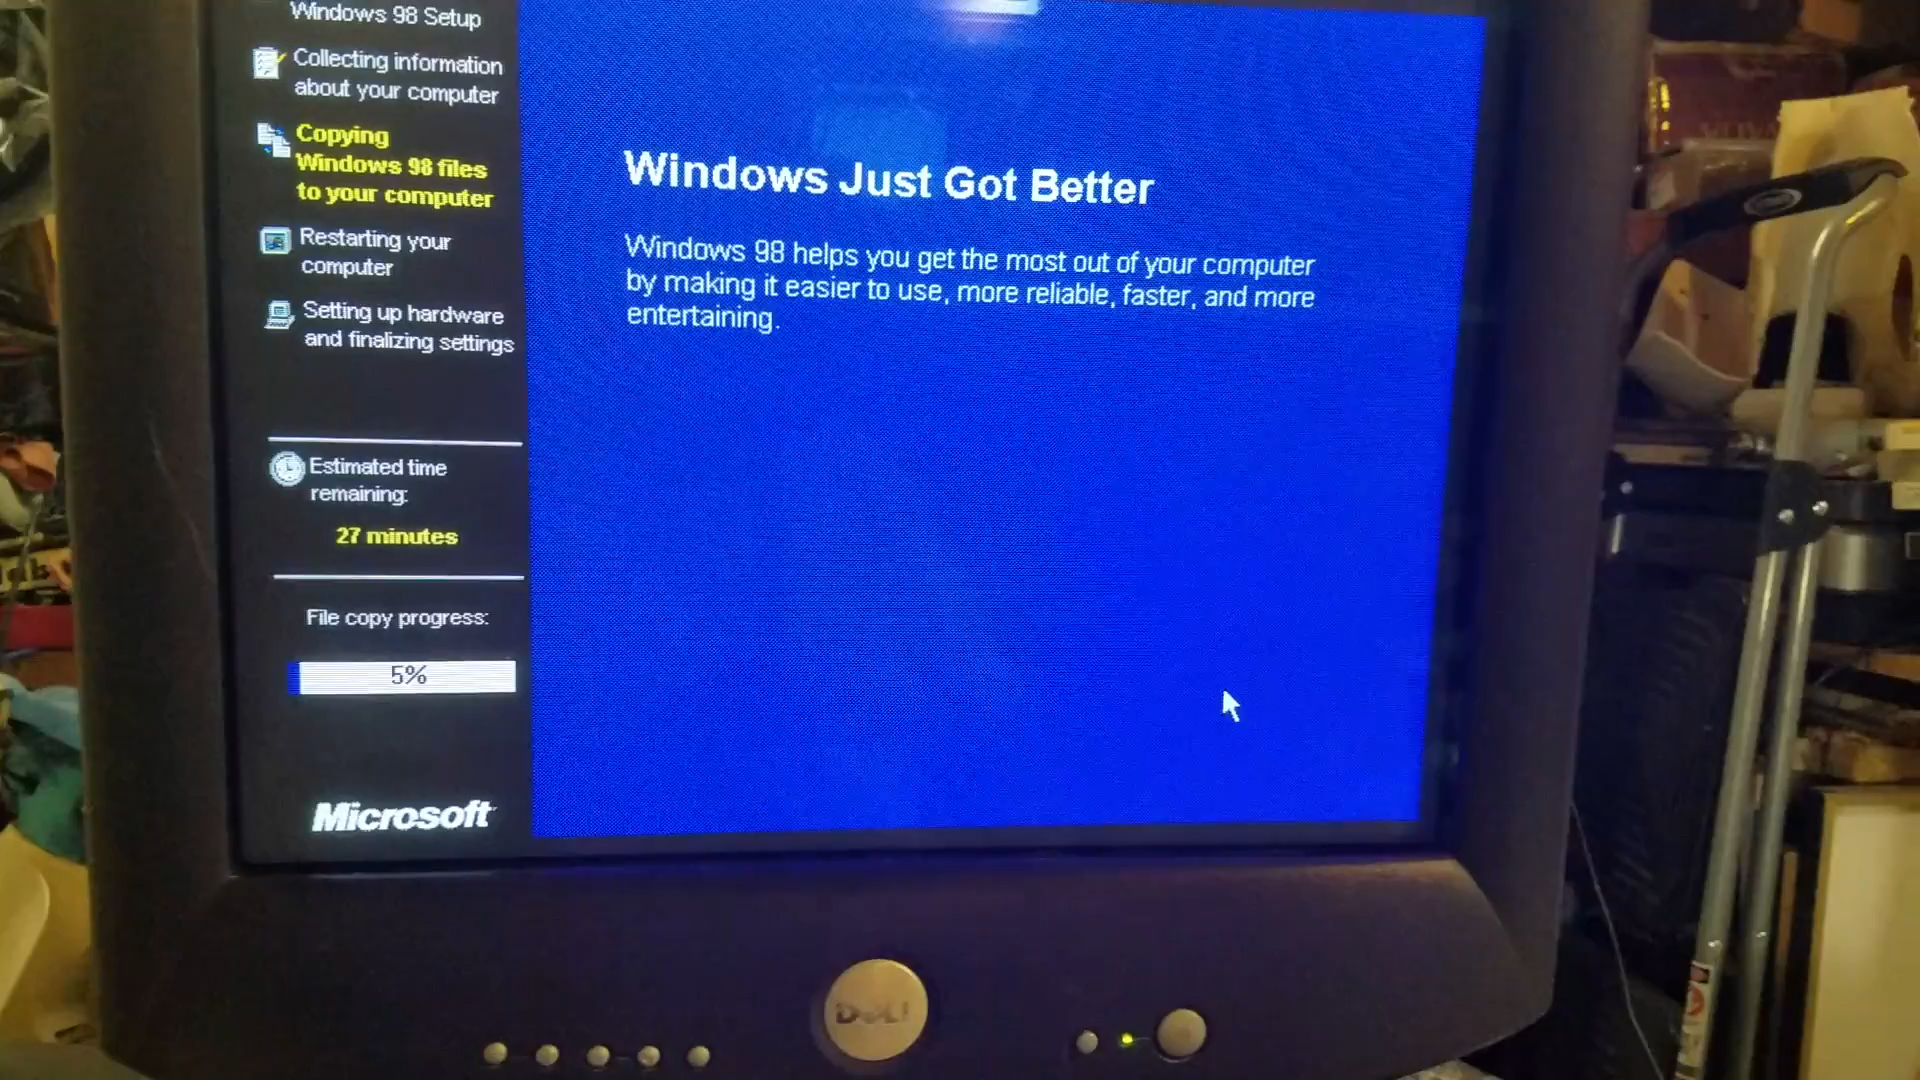 Windows 98 Setup
Collecting information
about your computer
Copying
Windows 98 files
to your computer
Restarting your
computer
Setting up hardware
and finalizing settings
Estimated time
remaining:
27 minutes
File copy progress:
5%
Microsoft
Windows Just Got Better
Windows 98 helps you get the most out of your computer
by making it easier to use, more reliable, faster, and more
entertaining.
DELL